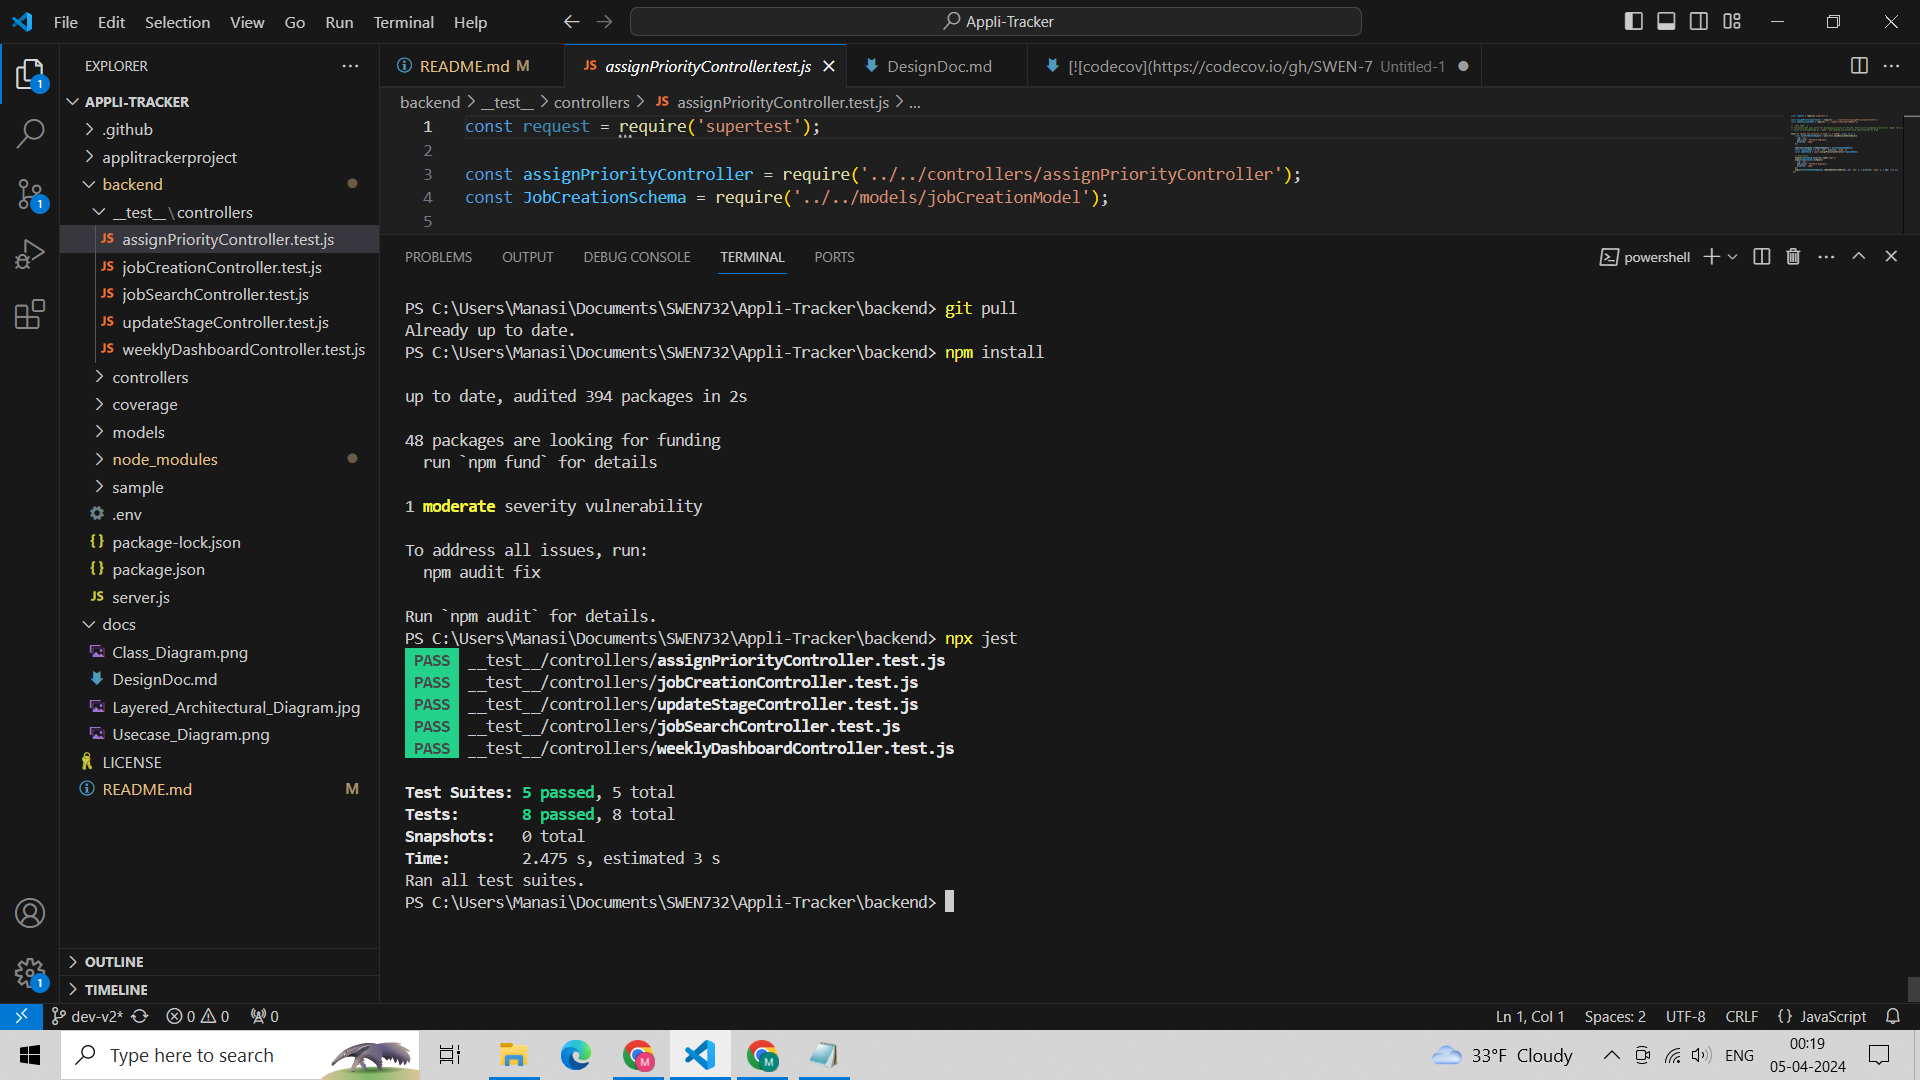 File Edit Selection View Go Run Terminal Help
Appli-Tracker
EXPLORER
README.md M
JS assignPriorityController.test.js
DesignDoc.md
[![codecov](https://codecov.io/gh/SWEN-7 Untitled-1
backend > __test__ > controllers > JS assignPriorityController.test.js > ...
1 const request = require('supertest');
2
3 const assignPriorityController = require('../../controllers/assignPriorityController');
4 const JobCreationSchema = require('../../models/jobCreationModel');
5
1
1
1
APPLI-TRACKER
.github
applitrackerproject
backend
__test__\controllers
JS assignPriorityController.test.js
JS jobCreationController.test.js
JS jobSearchController.test.js
JS updateStageController.test.js
JS weeklyDashboardController.test.js
controllers
coverage
models
node_modules
sample
.env
{} package-lock.json
{} package.json
JS server.js
docs
Class_Diagram.png
DesignDoc.md
Layered_Architectural_Diagram.jpg
Usecase_Diagram.png
LICENSE
README.md M
OUTLINE
TIMELINE
PROBLEMS OUTPUT DEBUG CONSOLE TERMINAL PORTS
powershell
PS C:\Users\Manasi\Documents\SWEN732\Appli-Tracker\backend> git pull
Already up to date.
PS C:\Users\Manasi\Documents\SWEN732\Appli-Tracker\backend> npm install
up to date, audited 394 packages in 2s
48 packages are looking for funding
run `npm fund` for details
1 moderate severity vulnerability
To address all issues, run:
npm audit fix
Run `npm audit` for details.
PS C:\Users\Manasi\Documents\SWEN732\Appli-Tracker\backend> npx jest
PASS __test__/controllers/assignPriorityController.test.js
PASS __test__/controllers/jobCreationController.test.js
PASS __test__/controllers/updateStageController.test.js
PASS __test__/controllers/jobSearchController.test.js
PASS __test__/controllers/weeklyDashboardController.test.js
Test Suites: 5 passed, 5 total
Tests: 8 passed, 8 total
Snapshots: 0 total
Time: 2.475 s, estimated 3 s
Ran all test suites.
PS C:\Users\Manasi\Documents\SWEN732\Appli-Tracker\backend>
dev-v2* 0 0 0
Ln 1, Col 1 Spaces: 2 UTF-8 CRLF {} JavaScript
Type here to search
M
M
33°F Cloudy
ENG
00:19
05-04-2024